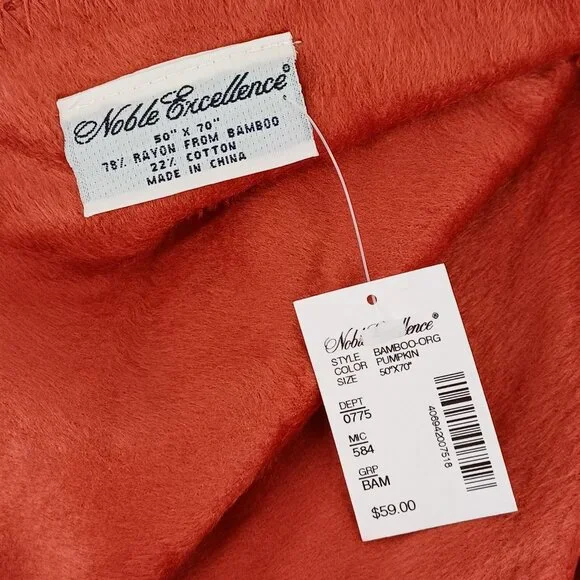 Noble Excellence®
50" X 70"
78% RAYON FROM BAMBOO
22% COTTON
MADE IN CHINA
Excellence®
STYLE BAMBOO-ORG
COLOR PUMPKIN
SIZE 50"X70"
DEPT
0775
MIC
584
GRP
BAM
$59.00
406942007518